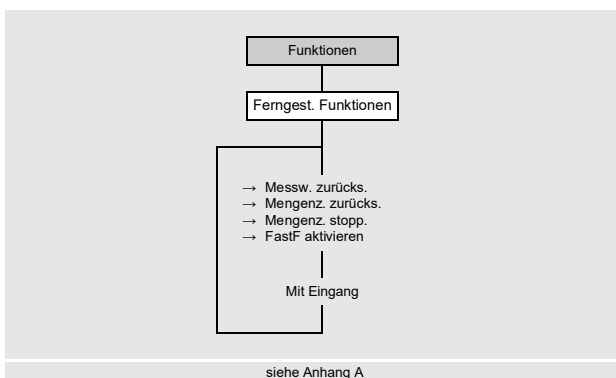 Funktionen
Ferngest. Funktionen
→ Messw. zurücks.
→ Mengenz. zurücks.
→ Mengenz. stopp.
→ FastF aktivieren
Mit Eingang
siehe Anhang A